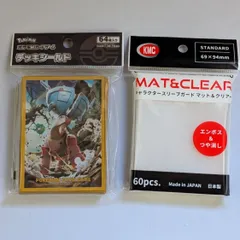 Pokémon
デッキシールド
KMC
STANDARD
69×94mm
MAT&CLEAR
キャラクタースリーブガード マット&クリア
エンボス
&
つや消し
60pcs.
Made in JAPAN
日本製